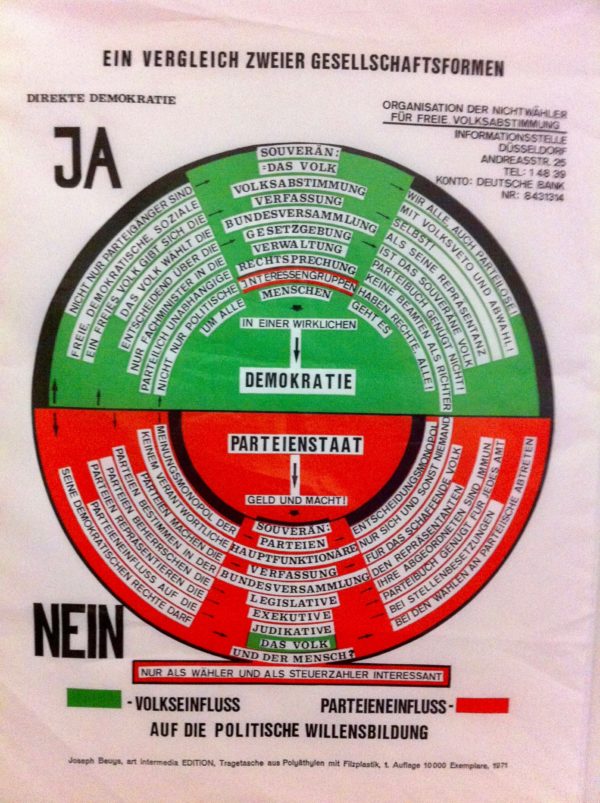 EIN VERGLEICH ZWEIER GESELLSCHAFTSFORMEN
DIREKTE DEMOKRATIE
JA
ORGANISATION DER NICHTWÄHLER
FÜR FREIE VOLKSABSTIMMUNG
INFORMATIONSSTELLE
DÜSSELDORF
ANDREASSTR. 25
TEL: 1 48 39
KONTO: DEUTSCHE BANK
NR: 8431314
NICHT NUR PARTEIGÄNGER SIND
FREIE DEMOKRATISCHE, SOZIALE
EIN FREIES VOLK GIBT SICH DIE
DAS VOLK WÄHLT DIE
ENTSCHEIDEND ÜBER DIE
NUR FACHMINISTER IN DIE
PARTEILICH UNABHÄNGIGE
NICHT NUR POLITISCHE
UM ALLE
SOUVERÄN:
:DAS VOLK
VOLKSABSTIMMUNG
VERFASSUNG
BUNDESVERSAMMLUNG
GESETZGEBUNG
VERWALTUNG
RECHTSPRECHUNG
INTERESSENGRUPPEN
MENSCHEN
WIR ALLE, AUCH PARTEILOSE!
MIT VOLKSVETO UND ABWAHL!
SELBST!
ALS SEINE REPRÄSENTANZ
IST DAS SOUVERÄNE VOLK
PARTEIBUCH GENÜGT NICHT!
KEINE BEAMTEN ALS RICHTER
HABEN RECHTE, ALLE!
GEHT ES
IN EINER WIRKLICHEN
DEMOKRATIE
PARTEIENSTAAT
GELD UND MACHT!
MEINUNGSMONOPOL DER
KEINEM VERANTWORTLICHE
PARTEIEN MACHEN DIE
PARTEIEN BESTIMMEN IN DER
PARTEIEN BEHERRSCHEN DIE
PARTEIEN REPRÄSENTIEREN DIE
PARTEIENEINFLUSS AUF DIE
SEINE DEMOKRATISCHEN RECHTE DARF
SOUVERÄN:
PARTEIEN
HAUPTFUNKTIONÄRE
VERFASSUNG
BUNDESVERSAMMLUNG
LEGISLATIVE
EXEKUTIVE
JUDIKATIVE
DAS VOLK
UND DER MENSCH?
ENTSCHEIDUNGSMONOPOL
NUR SICH UND SONST NIEMAND
FÜR DAS SCHAFFENDE VOLK
DEN REPRÄSENTANTEN
IHRE ABGEORDNETEN SIND IMMUN
PARTEIBUCH GENÜGT FÜR JEDES AMT
BEI STELLENBESETZUNGEN
BEI DEN WAHLEN AN PARTEIISCHE ABTRETEN
NEIN
NUR ALS WÄHLER UND ALS STEUERZAHLER INTERESSANT
- VOLKSEINFLUSS
PARTEIENEINFLUSS -
AUF DIE POLITISCHE WILLENSBILDUNG
Joseph Beuys, art intermedia EDITION, Tragetasche aus Polyäthylen mit Filzplastik, 1. Auflage 10000 Exemplare, 1971